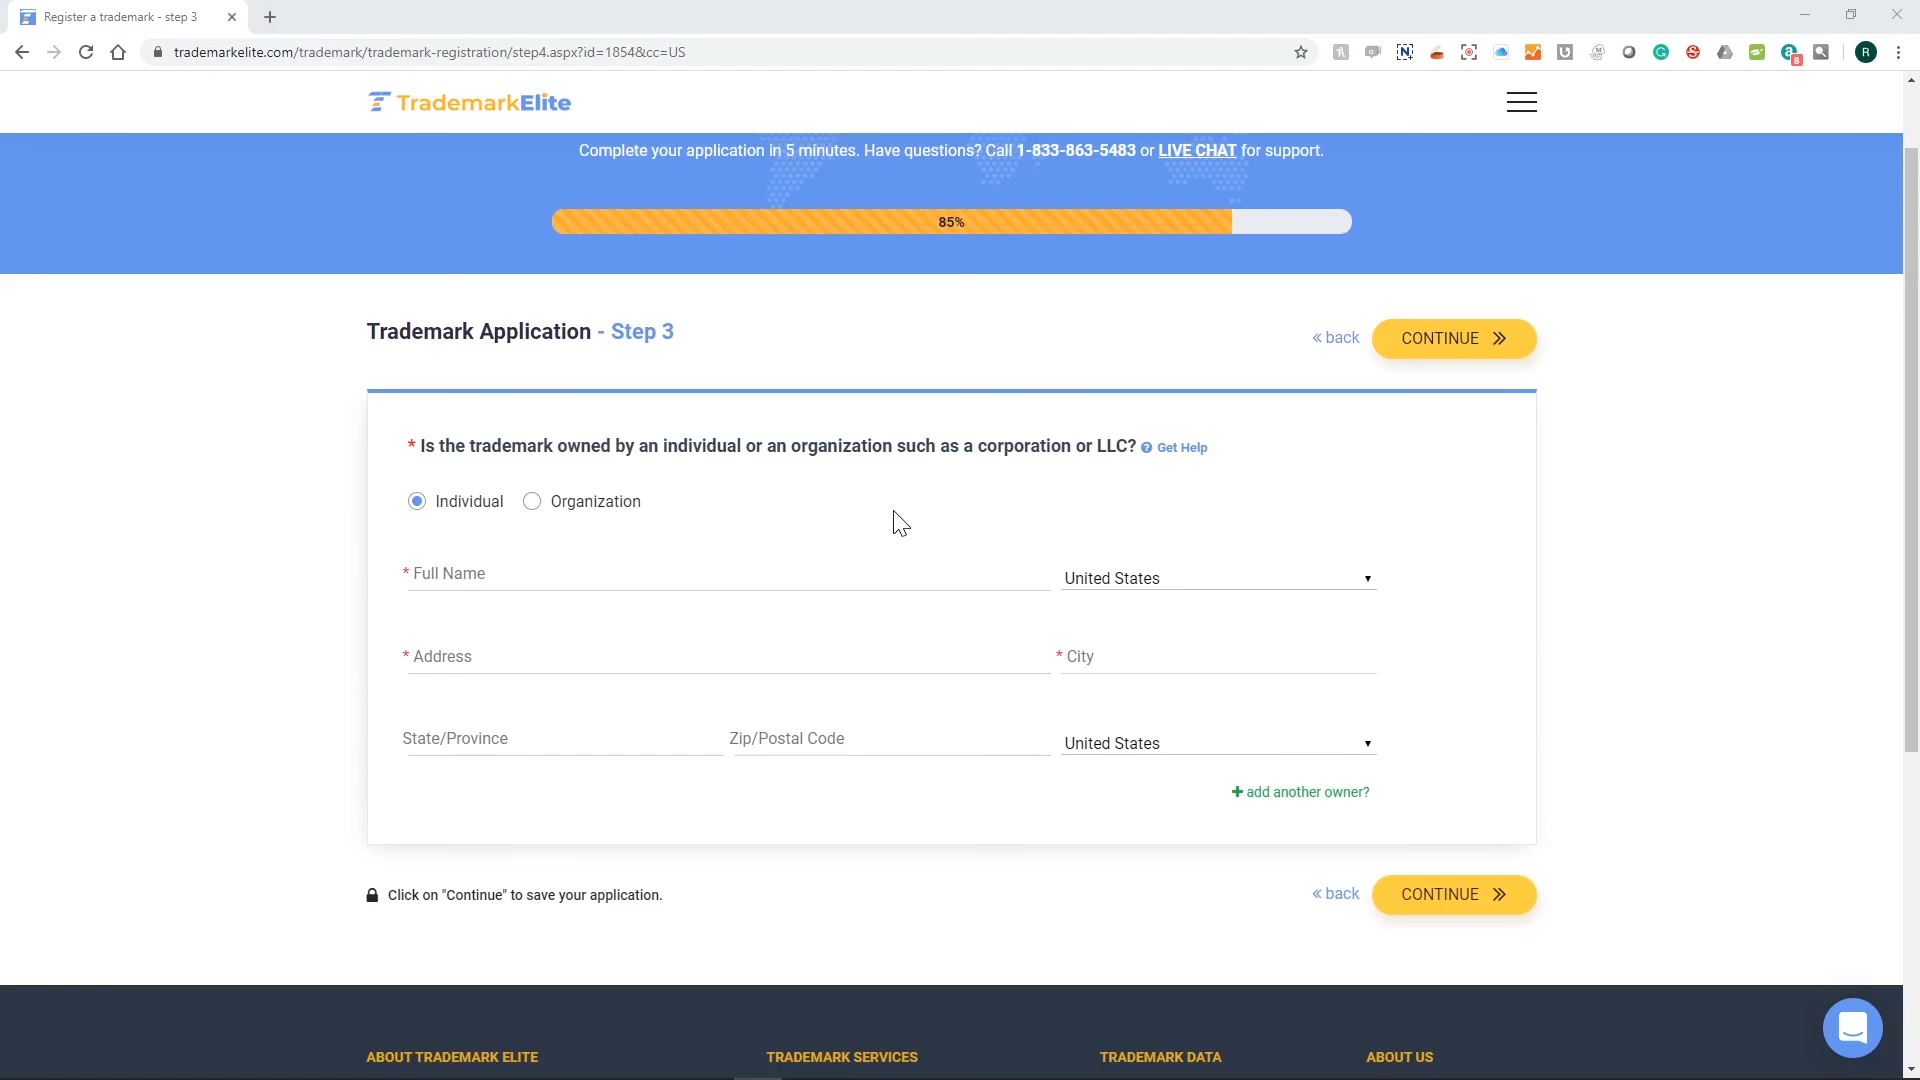 Register a trademark - step 3
trademarkelite.com/trademark/trademark-registration/step4.aspx?id=1854&cc=US
8
R
TrademarkElite
Complete your application in 5 minutes. Have questions? Call 1-833-863-5483 or LIVE CHAT for support.
85%
Trademark Application - Step 3
« back
CONTINUE »
* Is the trademark owned by an individual or an organization such as a corporation or LLC? ? Get Help
Individual Organization
* Full Name
United States
* Address
* City
State/Province
Zip/Postal Code
United States
+ add another owner?
Click on "Continue" to save your application.
« back
CONTINUE »
ABOUT TRADEMARK ELITE
TRADEMARK SERVICES
TRADEMARK DATA
ABOUT US